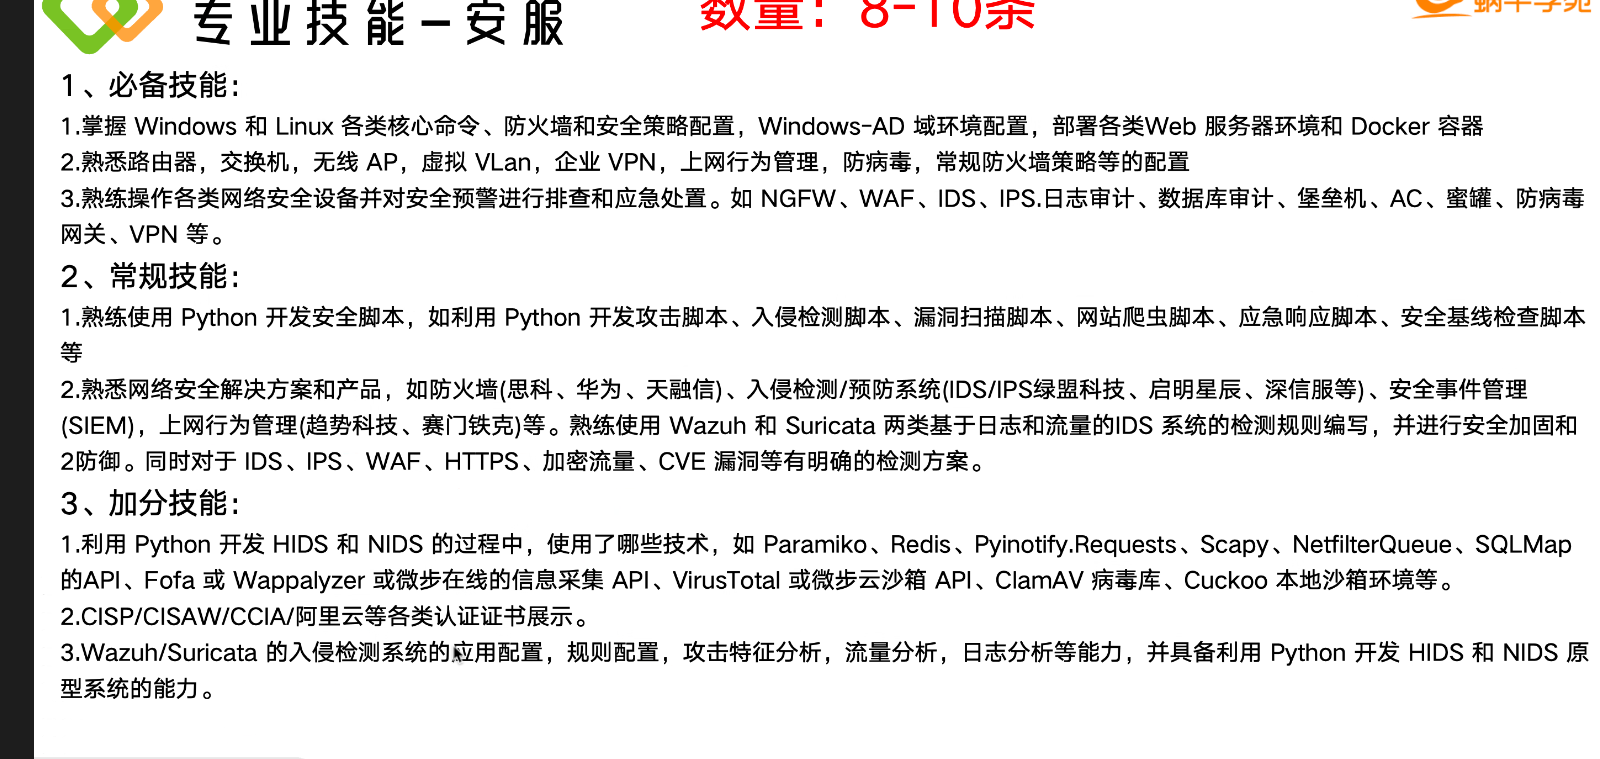 专业技能-安服
数量：8-10条
蜗牛学苑
1、必备技能：
1.掌握 Windows 和 Linux 各类核心命令、防火墙和安全策略配置，Windows-AD 域环境配置，部署各类Web 服务器环境和 Docker 容器
2.熟悉路由器，交换机，无线 AP，虚拟 VLan，企业 VPN，上网行为管理，防病毒，常规防火墙策略等的配置
3.熟练操作各类网络安全设备并对安全预警进行排查和应急处置。如 NGFW、WAF、IDS、IPS.日志审计、数据库审计、堡垒机、AC、蜜罐、防病毒
网关、VPN 等。
2、常规技能：
1.熟练使用 Python 开发安全脚本，如利用 Python 开发攻击脚本、入侵检测脚本、漏洞扫描脚本、网站爬虫脚本、应急响应脚本、安全基线检查脚本
等
2.熟悉网络安全解决方案和产品，如防火墙(思科、华为、天融信)、入侵检测/预防系统(IDS/IPS绿盟科技、启明星辰、深信服等)、安全事件管理
(SIEM)，上网行为管理(趋势科技、赛门铁克)等。熟练使用 Wazuh 和 Suricata 两类基于日志和流量的IDS 系统的检测规则编写，并进行安全加固和
2防御。同时对于 IDS、IPS、WAF、HTTPS、加密流量、CVE 漏洞等有明确的检测方案。
3、加分技能：
1.利用 Python 开发 HIDS 和 NIDS 的过程中，使用了哪些技术，如 Paramiko、Redis、Pyinotify.Requests、Scapy、NetfilterQueue、SQLMap
的API、Fofa 或 Wappalyzer 或微步在线的信息采集 API、VirusTotal 或微步云沙箱 API、ClamAV 病毒库、Cuckoo 本地沙箱环境等。
2.CISP/CISAW/CCIA/阿里云等各类认证证书展示。
3.Wazuh/Suricata 的入侵检测系统的应用配置，规则配置，攻击特征分析，流量分析，日志分析等能力，并具备利用 Python 开发 HIDS 和 NIDS 原
型系统的能力。